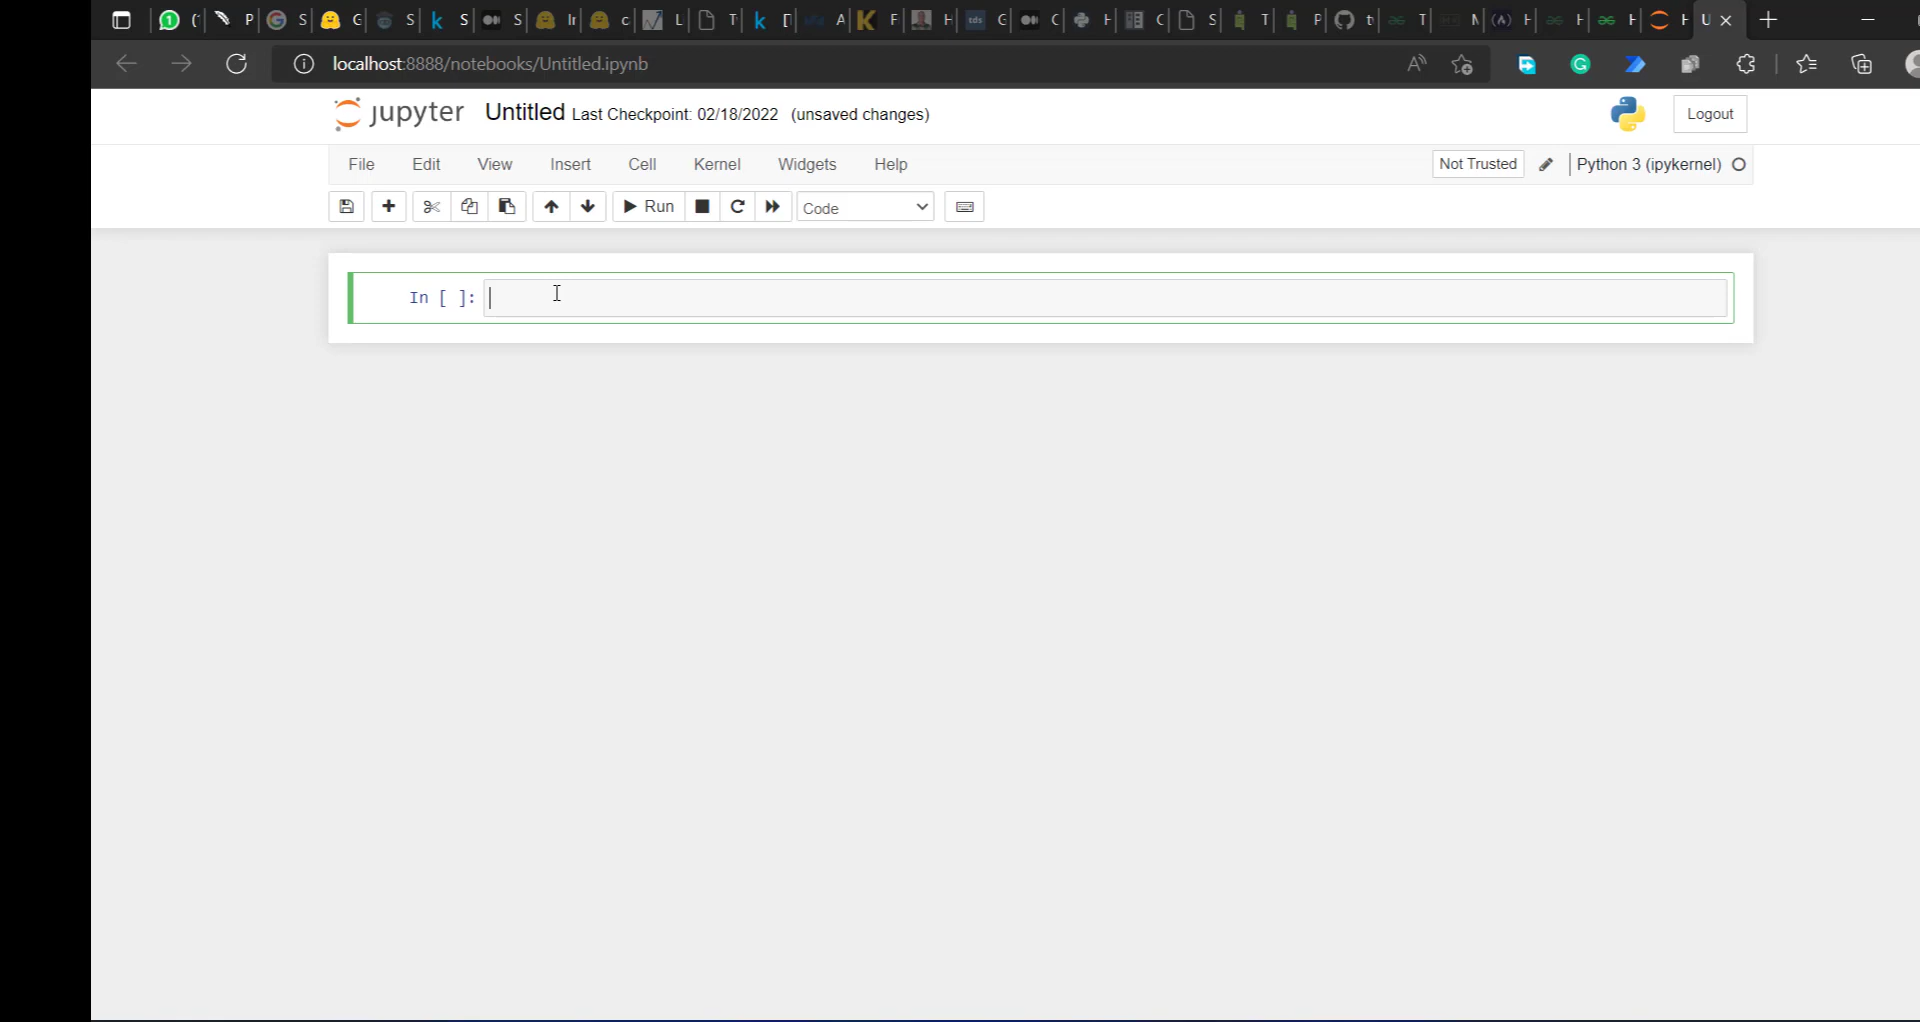 ( P S G S S S I c L T [ A F H G C H C S T P t T M H H H H U
localhost:8888/notebooks/Untitled.ipynb
jupyter Untitled Last Checkpoint: 02/18/2022 (unsaved changes)
Logout
File Edit View Insert Cell Kernel Widgets Help
Not Trusted
Python 3 (ipykernel)
Run
Code
In [ ]: